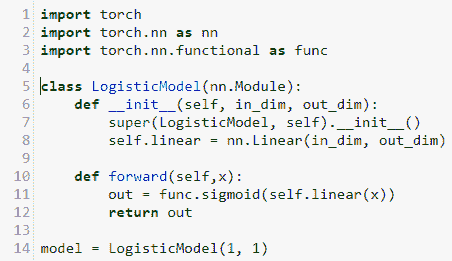 1 import torch
2 import torch.nn as nn
3 import torch.nn.functional as func
4
5 class LogisticModel(nn.Module):
6     def __init__(self, in_dim, out_dim):
7         super(LogisticModel, self).__init__()
8         self.linear = nn.Linear(in_dim, out_dim)
9
10     def forward(self,x):
11         out = func.sigmoid(self.linear(x))
12         return out
13
14 model = LogisticModel(1, 1)